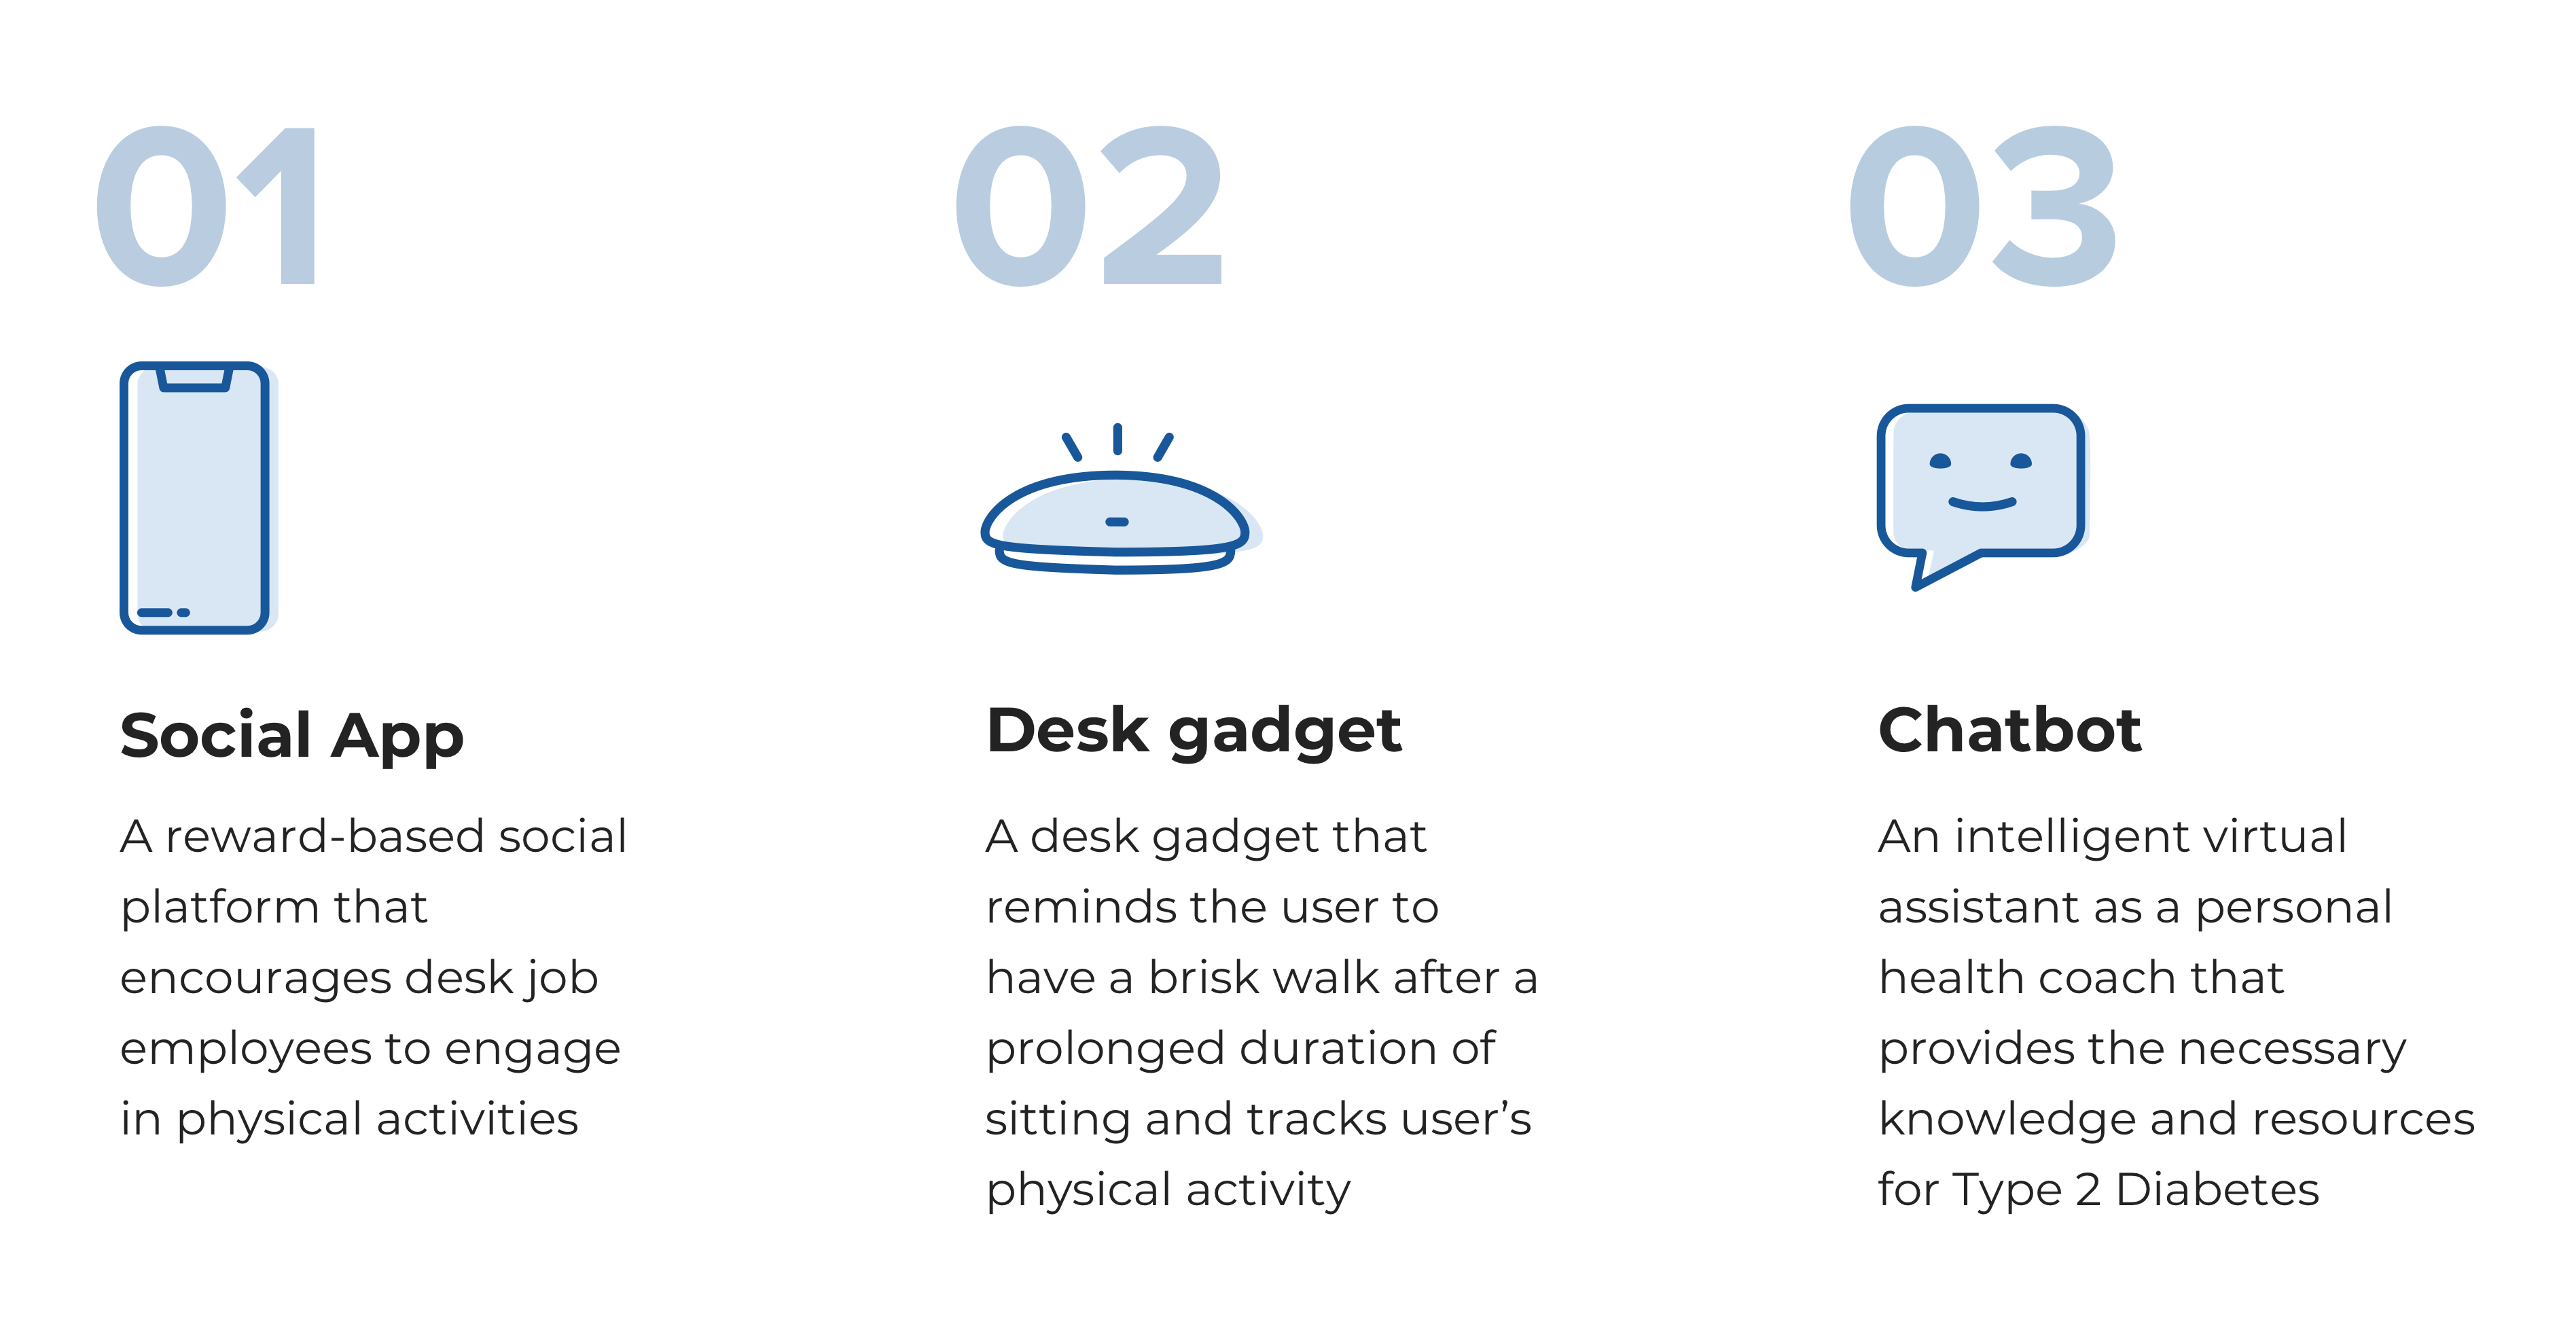 01
Social App
A reward-based social
platform that
encourages desk job
employees to engage
in physical activities
02
Desk gadget
A desk gadget that
reminds the user to
have a brisk walk after a
prolonged duration of
sitting and tracks user’s
physical activity
03
Chatbot
An intelligent virtual
assistant as a personal
health coach that
provides the necessary
knowledge and resources
for Type 2 Diabetes